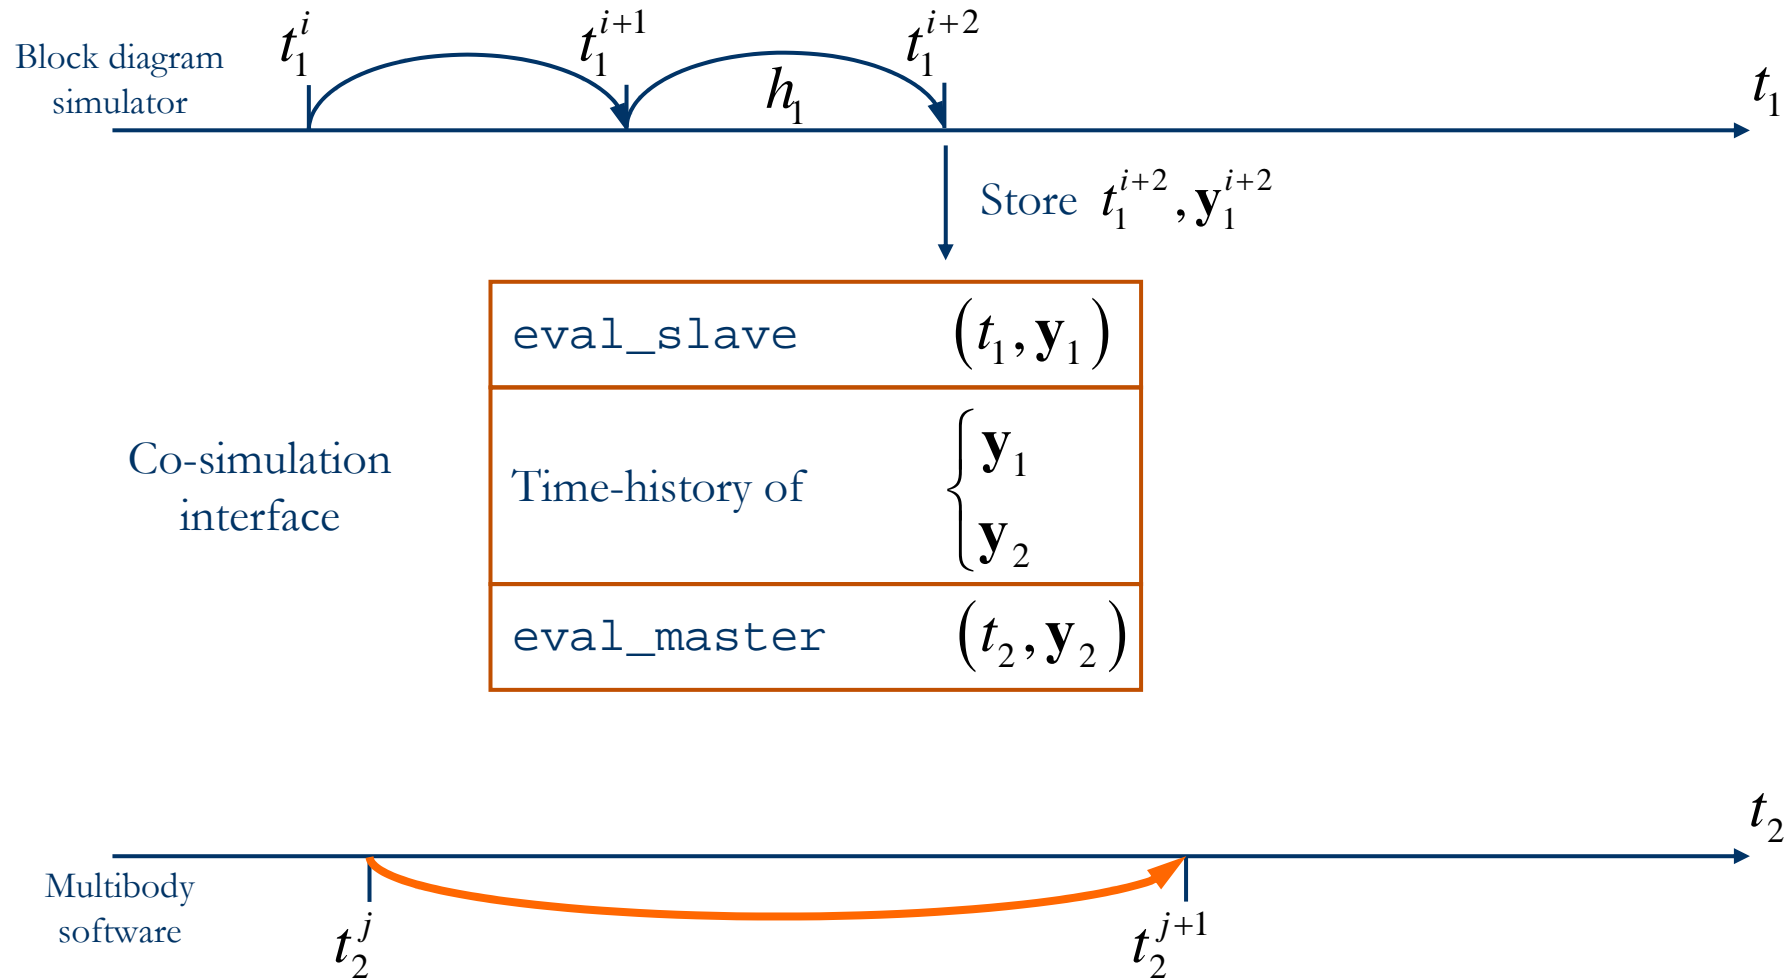 Block diagram
simulator
t_1^i
t_1^{i+1}
t_1^{i+2}
h_1
t_1
Store t_1^{i+2}, y_1^{i+2}
eval_slave (t_1, y_1)
Co-simulation
interface
Time-history of { y_1
y_2
eval_master (t_2, y_2)
t_2
Multibody
software
t_2^j
t_2^{j+1}